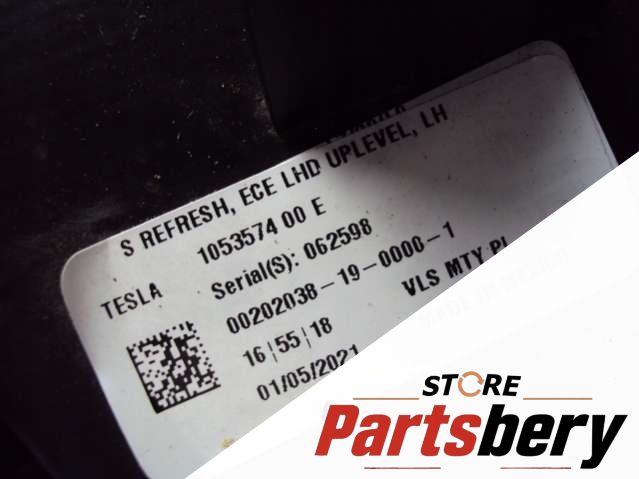 S REFRESH, ECE LHD UPLEVEL, LH
1053574 00 E
TESLA
Serial(S): 062598
00202038-19-0000-1
VLS MTY PL
16|55|18
01/05/2021
STORE
Partsbery